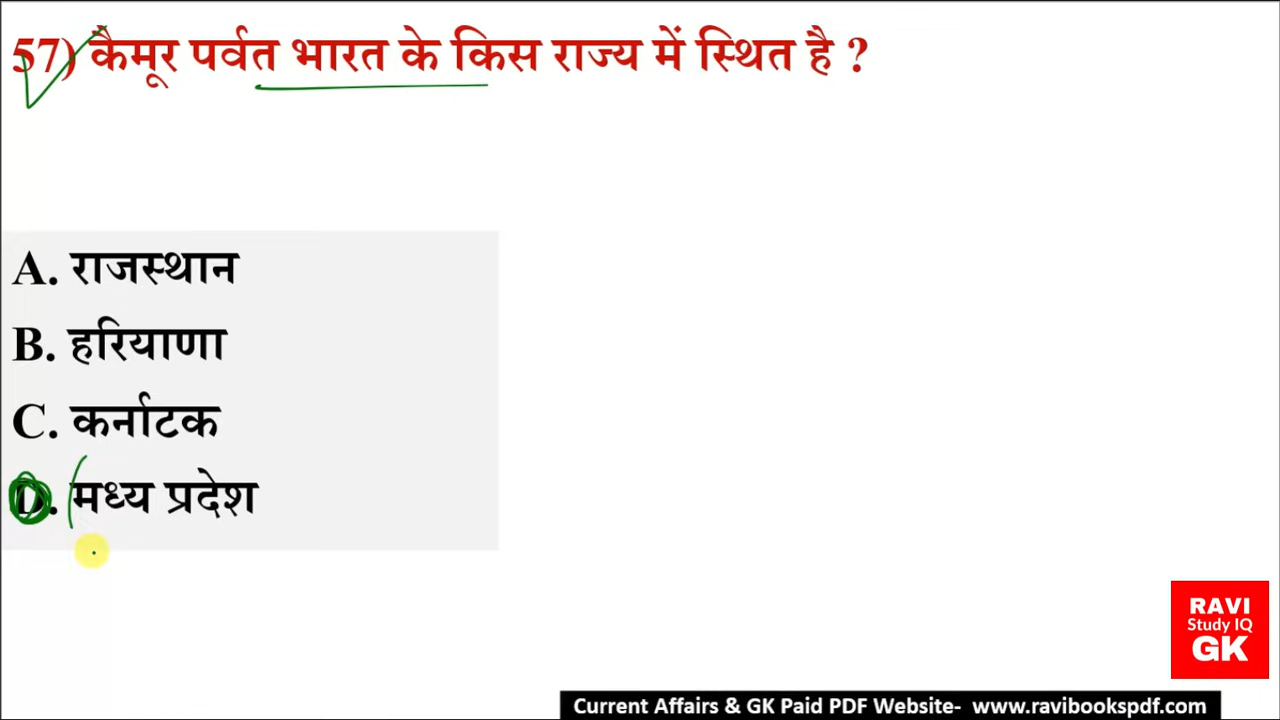 57) कैमूर पर्वत भारत के किस राज्य में स्थित है ?
A. राजस्थान
B. हरियाणा
C. कर्नाटक
D. मध्य प्रदेश
RAVI
Study IQ
GK
Current Affairs & GK Paid PDF Website- www.ravibookspdf.com